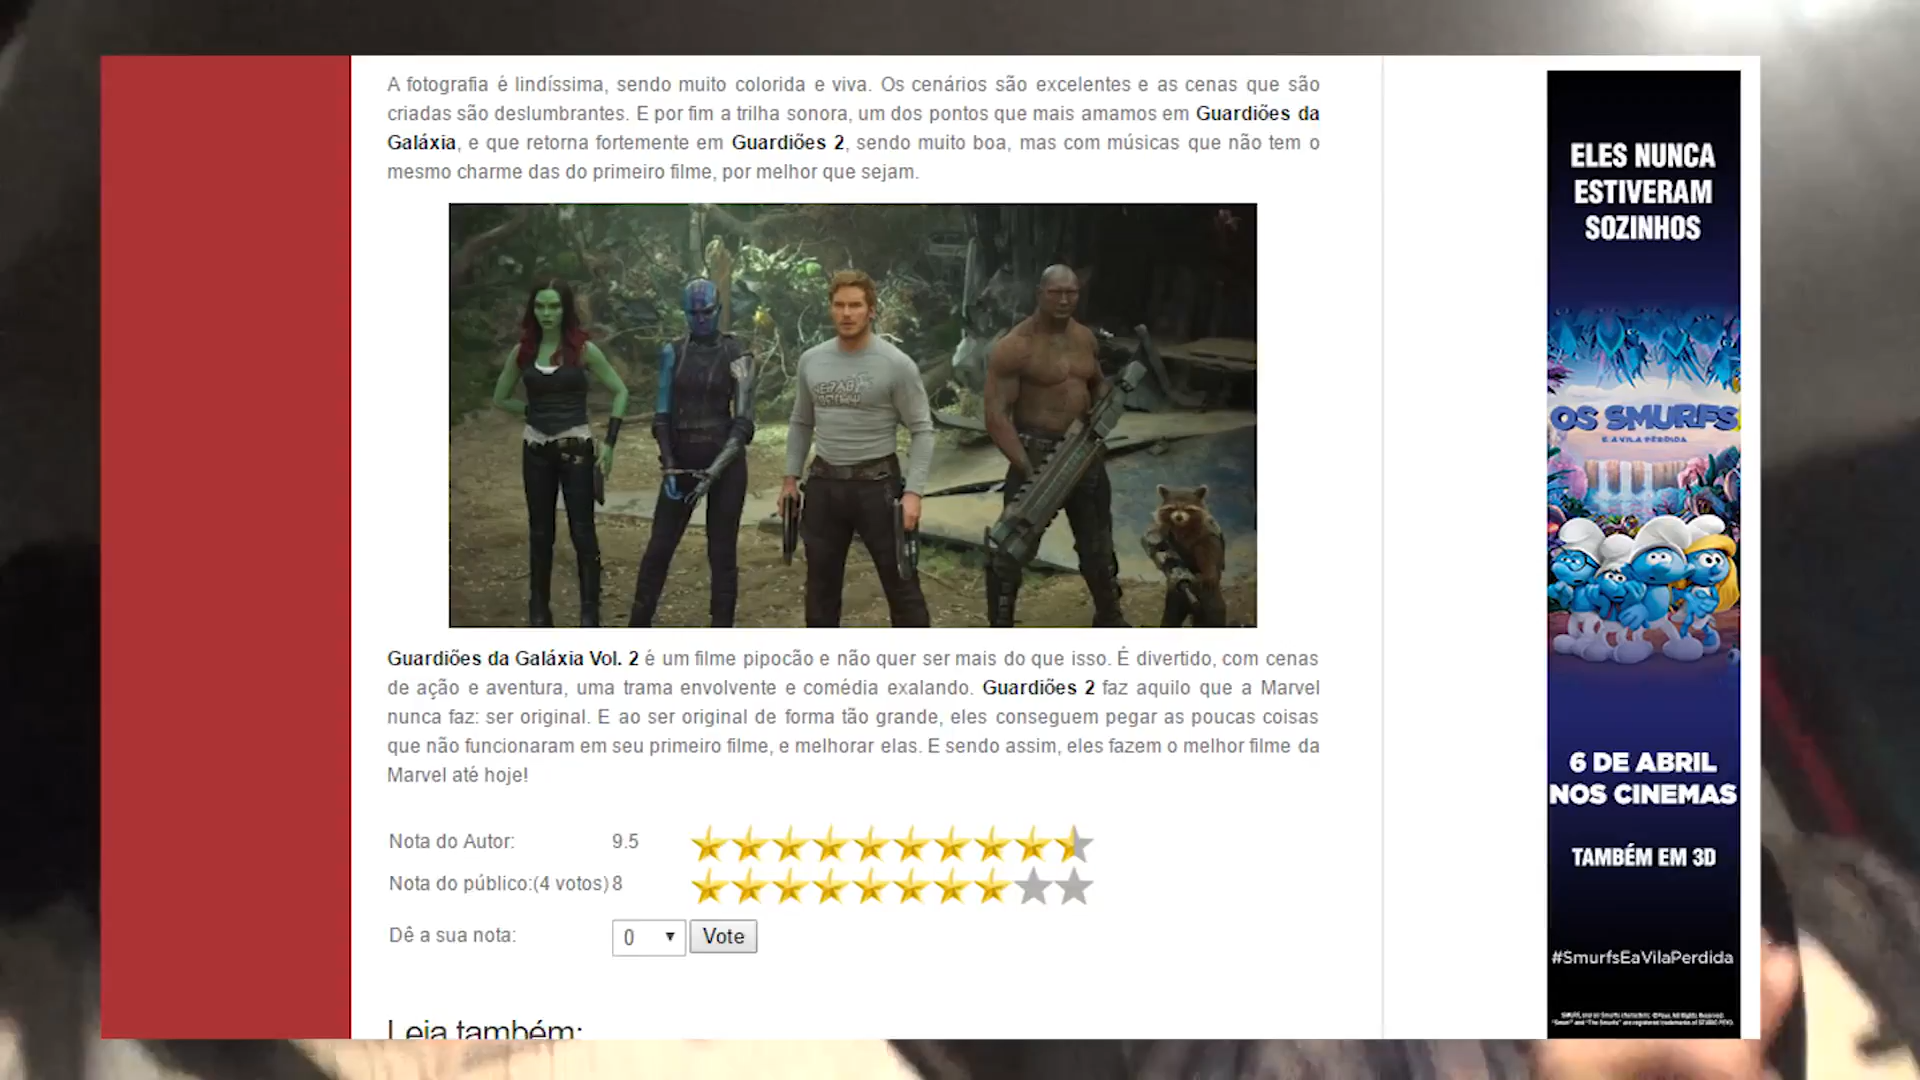 A fotografia é lindíssima, sendo muito colorida e viva. Os cenários são excelentes e as cenas que são
criadas são deslumbrantes. E por fim a trilha sonora, um dos pontos que mais amamos em Guardiões da
Galáxia, e que retorna fortemente em Guardiões 2, sendo muito boa, mas com músicas que não tem o
mesmo charme das do primeiro filme, por melhor que sejam.
Guardiões da Galáxia Vol. 2 é um filme pipocão e não quer ser mais do que isso. É divertido, com cenas
de ação e aventura, uma trama envolvente e comédia exalando. Guardiões 2 faz aquilo que a Marvel
nunca faz: ser original. E ao ser original de forma tão grande, eles conseguem pegar as poucas coisas
que não funcionaram em seu primeiro filme, e melhorar elas. E sendo assim, eles fazem o melhor filme da
Marvel até hoje!
Nota do Autor: 9.5
Nota do público:(4 votos) 8
Dê a sua nota: 0 Vote
Leia também:
ELES NUNCA
ESTIVERAM
SOZINHOS
OS SMURFS
E A VILA PERDIDA
6 DE ABRIL
NOS CINEMAS
TAMBÉM EM 3D
#SmurfsEaVilaPerdida